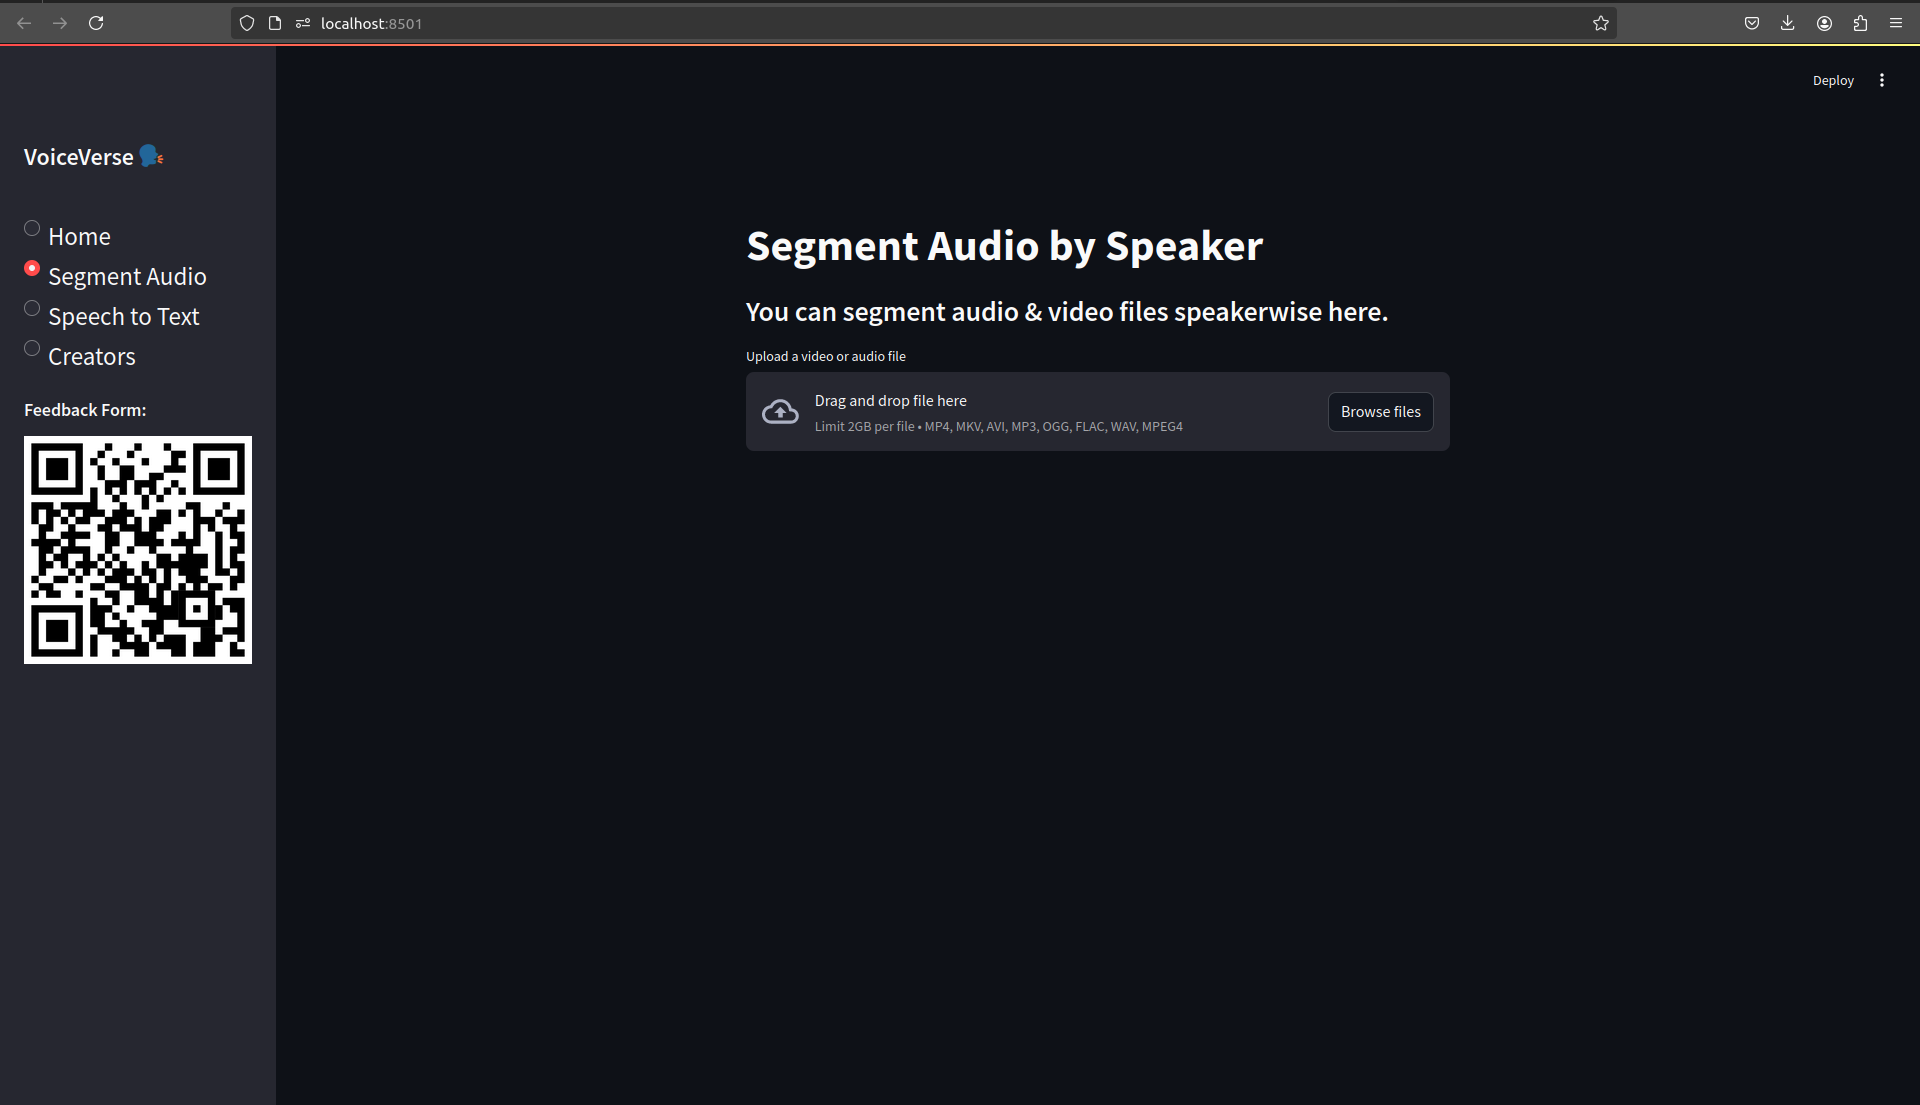 localhost:8501
Deploy
VoiceVerse
Home
Segment Audio
Speech to Text
Creators
Feedback Form:
Segment Audio by Speaker
You can segment audio & video files speakerwise here.
Upload a video or audio file
Drag and drop file here
Limit 2GB per file • MP4, MKV, AVI, MP3, OGG, FLAC, WAV, MPEG4
Browse files